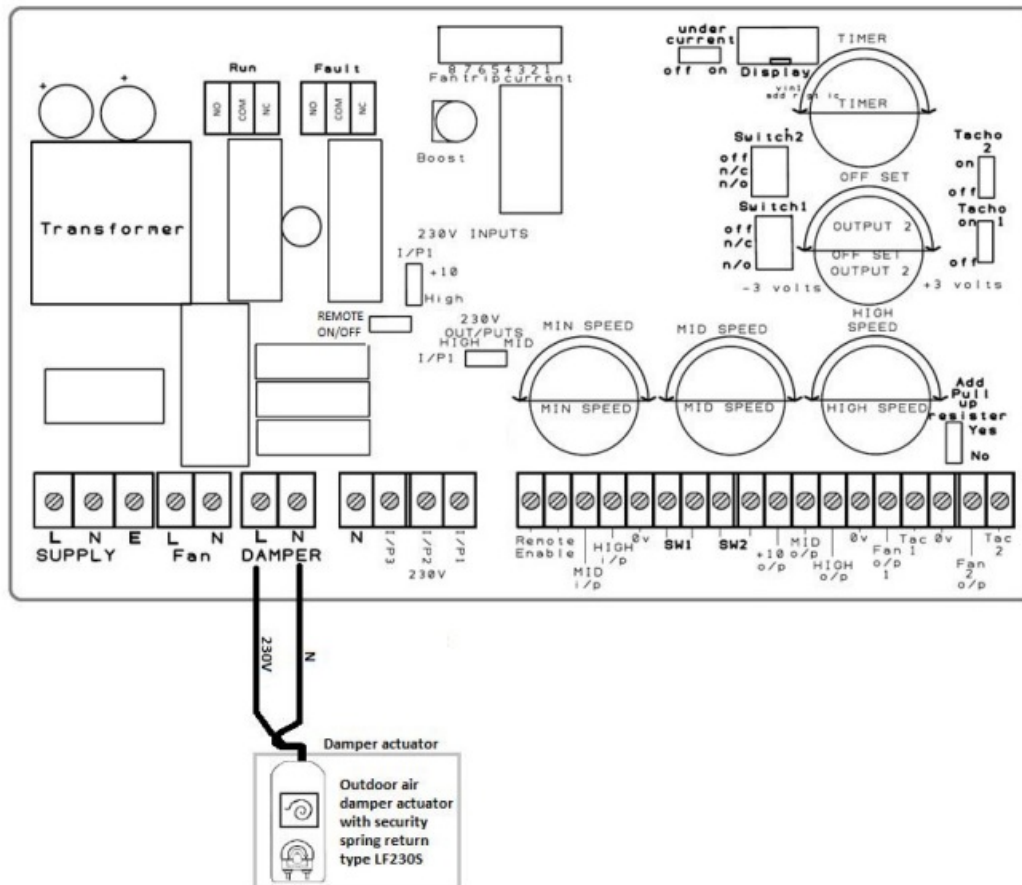 under
current
off on
Display
vin1
TIMER
TIMER
OFF SET
8 7 6 5 4 3 2 1
Fantripcurrent
Run
Fault
NO
COM
NC
NO
COM
NC
+
+
Boost
Transformer
Switch2
off
n/c
n/o
Switch1
off
n/c
n/o
Tacho
2
on
off
Tacho
1
on
off
OUTPUT 2
OFF SET
OUTPUT 2
-3 volts
+3 volts
230V INPUTS
I/P1
+10
High
REMOTE
ON/OFF
230V
OUT/PUTS
HIGH MID
I/P1
MIN SPEED
MIN SPEED
MID SPEED
MID SPEED
HIGH
SPEED
HIGH SPEED
Add
Pull
up
resister
Yes
No
L N E
SUPPLY
L N
Fan
L N
DAMPER
N
I/P3
I/P2
I/P1
230V
Remote
Enable
MID
i/p
HIGH
i/p
0v
SW1
SW2
+10
o/p
MID
o/p
HIGH
o/p
0v
Fan
o/p
1
Tac
1
0v
Fan
2
o/p
Tac
2
230V
N
Damper actuator
Outdoor air
damper actuator
with security
spring return
type LF230S